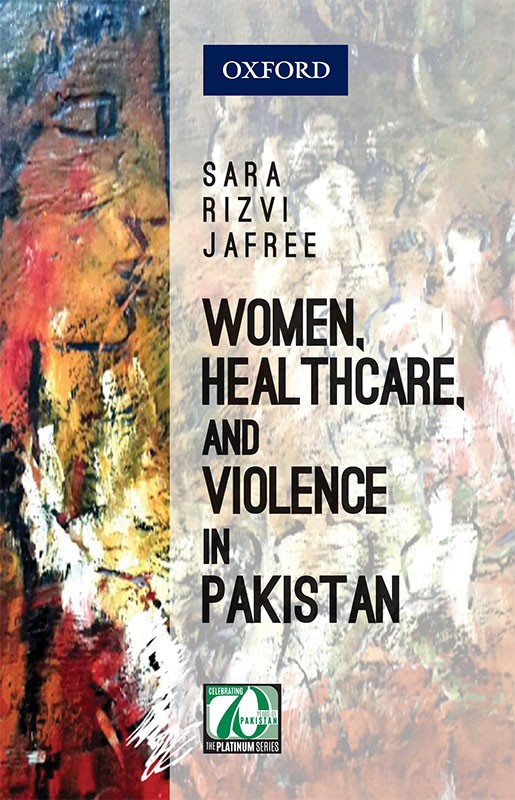 OXFORD
SARA
RIZVI
JAFREE
WOMEN,
HEALTHCARE,
AND
VIOLENCE
IN
PAKISTAN
CELEBRATING
70
YEARS OF
PAKISTAN
THE PLATINUM SERIES